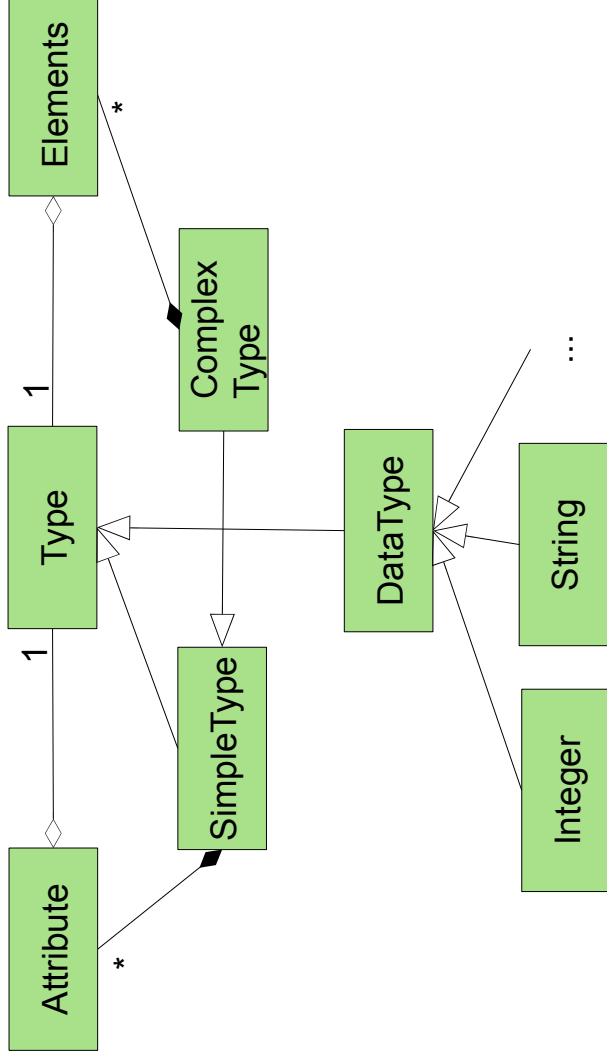 Attribute
1
Type
1
Elements
*
*
SimpleType
Complex
Type
DataType
Integer
String
...